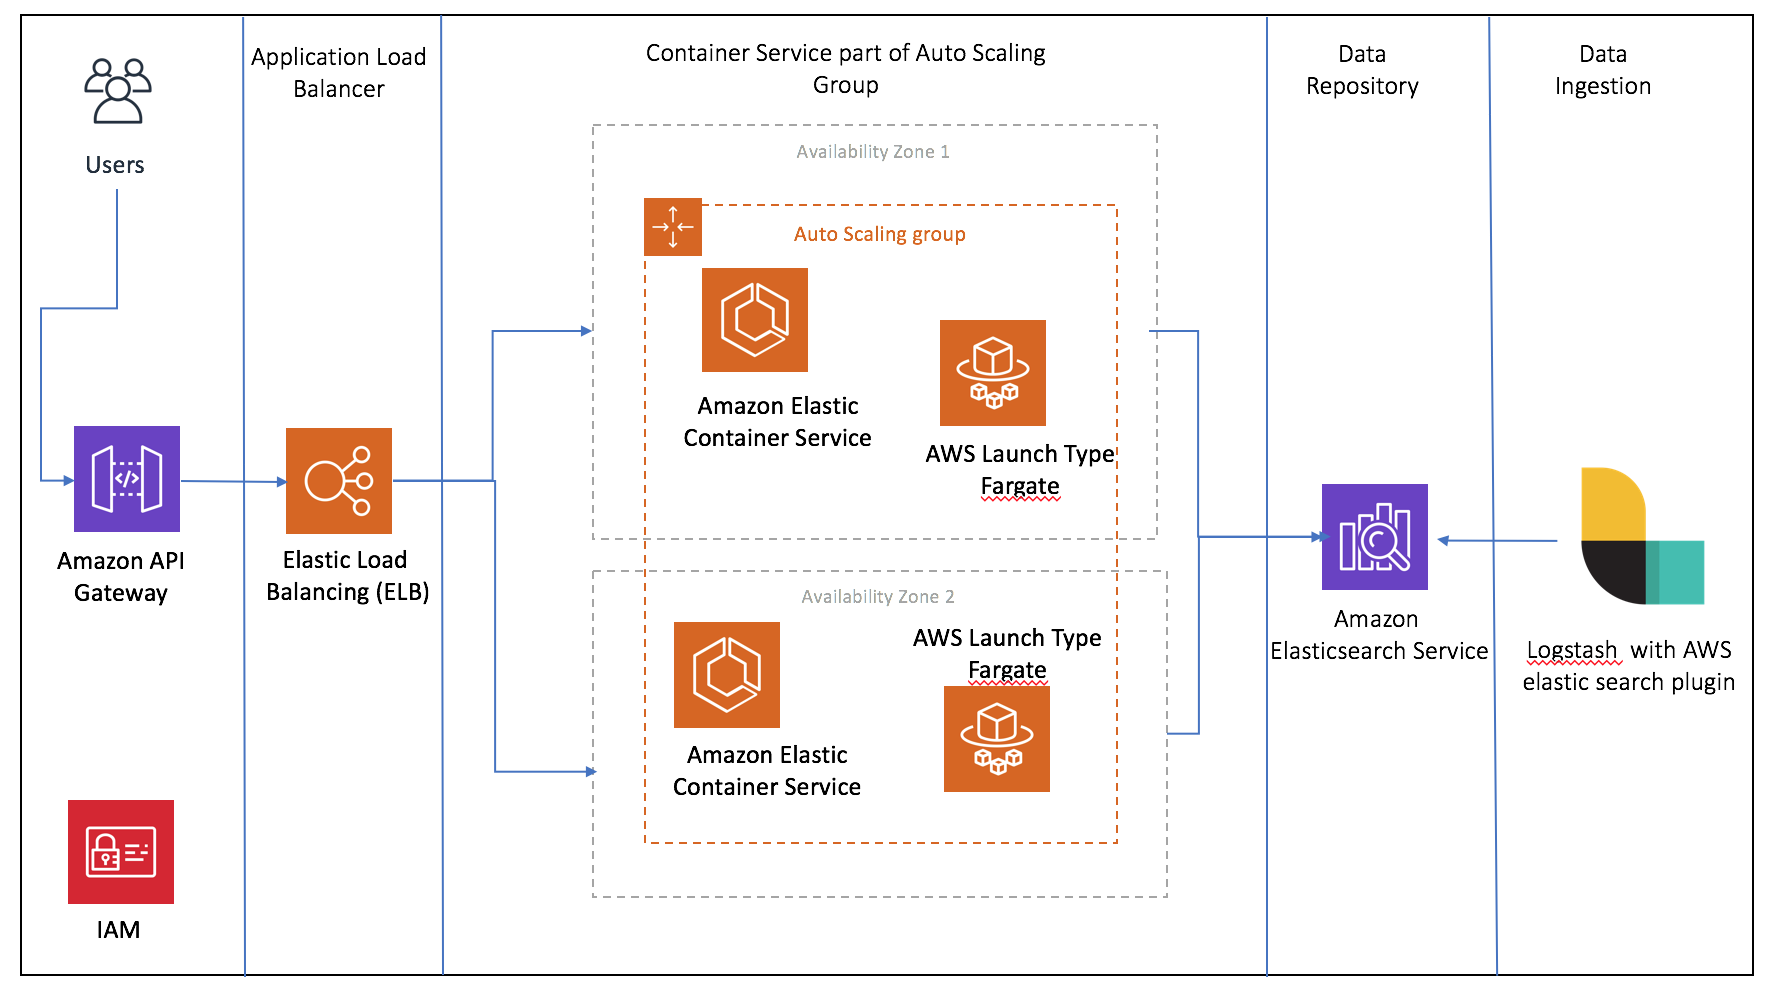 Users
Amazon API
Gateway
IAM
Application Load
Balancer
Elastic Load
Balancing (ELB)
Container Service part of Auto Scaling
Group
Availability Zone 1
Auto Scaling group
Amazon Elastic
Container Service
AWS Launch Type
Fargate
Availability Zone 2
AWS Launch Type
Fargate
Amazon Elastic
Container Service
Data
Repository
Amazon
Elasticsearch Service
Data
Ingestion
Logstash with AWS
elastic search plugin